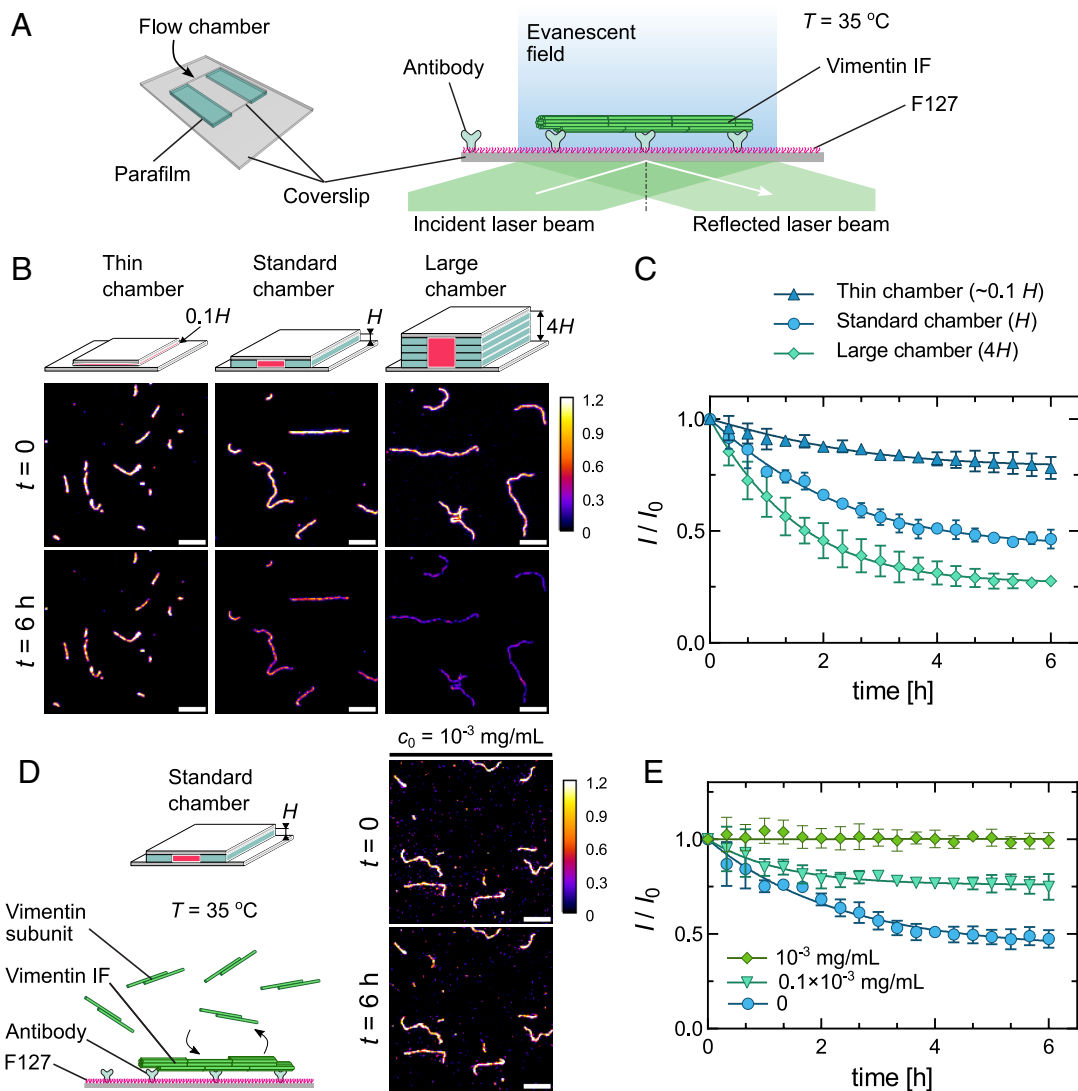 A
Flow chamber
Parafilm
Coverslip
Antibody
Evanescent
field
T = 35 °C
Vimentin IF
F127
Incident laser beam
Reflected laser beam
B
Thin
chamber
Standard
chamber
Large
chamber
0.1H
H
4H
t = 0
t = 6 h
1.2
0.9
0.6
0.3
0
C
Thin chamber (~0.1 H)
Standard chamber (H)
Large chamber (4H)
I / I0
1.0
0.5
0.0
0
2
4
6
time [h]
D
Standard
chamber
H
T = 35 °C
Vimentin
subunit
Vimentin IF
Antibody
F127
c0 = 10-3 mg/mL
t = 0
t = 6 h
1.2
0.9
0.6
0.3
0
E
I / I0
1.0
0.5
0.0
10-3 mg/mL
0.1×10-3 mg/mL
0
0
2
4
6
time [h]